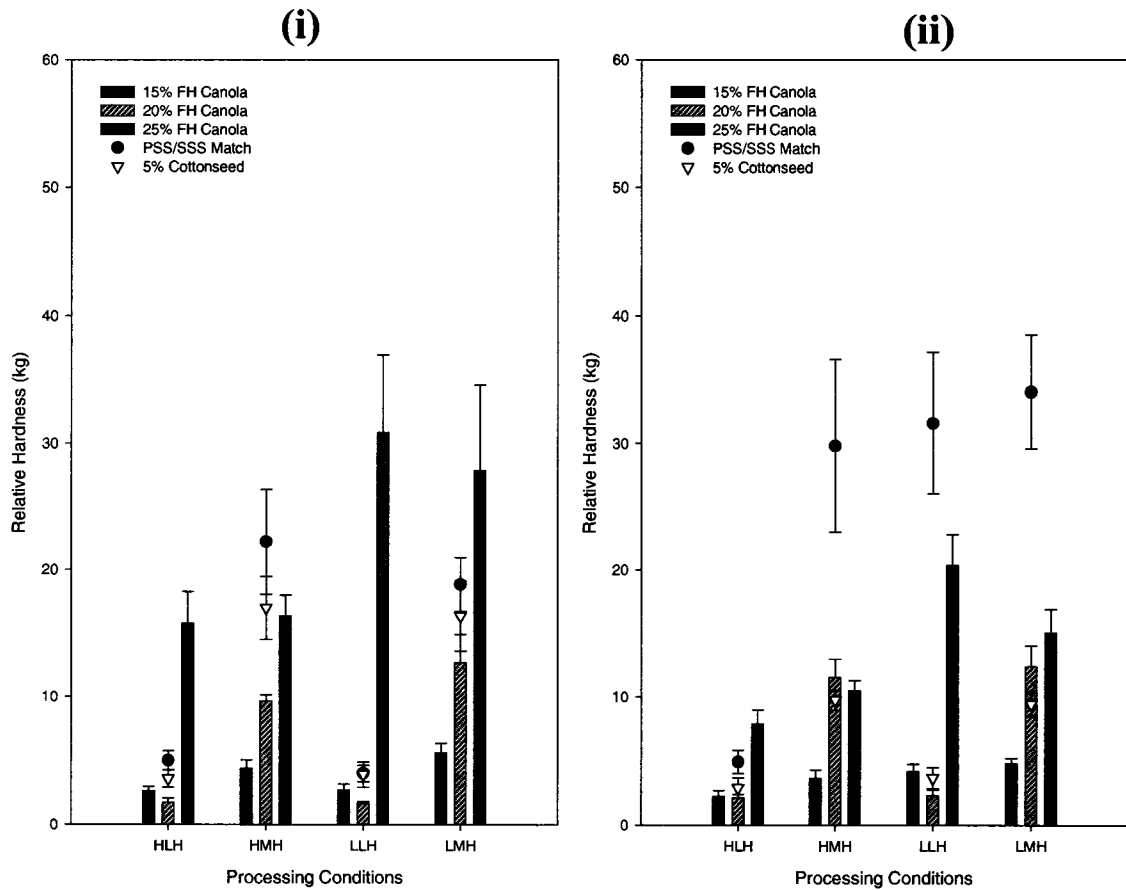 (i)
60
50
40
30
20
10
0
Relative Hardness (kg)
15% FH Canola
20% FH Canola
25% FH Canola
PSS/SSS Match
5% Cottonseed
HLH
HMH
LLH
LMH
Processing Conditions
(ii)
60
50
40
30
20
10
0
Relative Hardness (kg)
15% FH Canola
20% FH Canola
25% FH Canola
PSS/SSS Match
5% Cottonseed
HLH
HMH
LLH
LMH
Processing Conditions